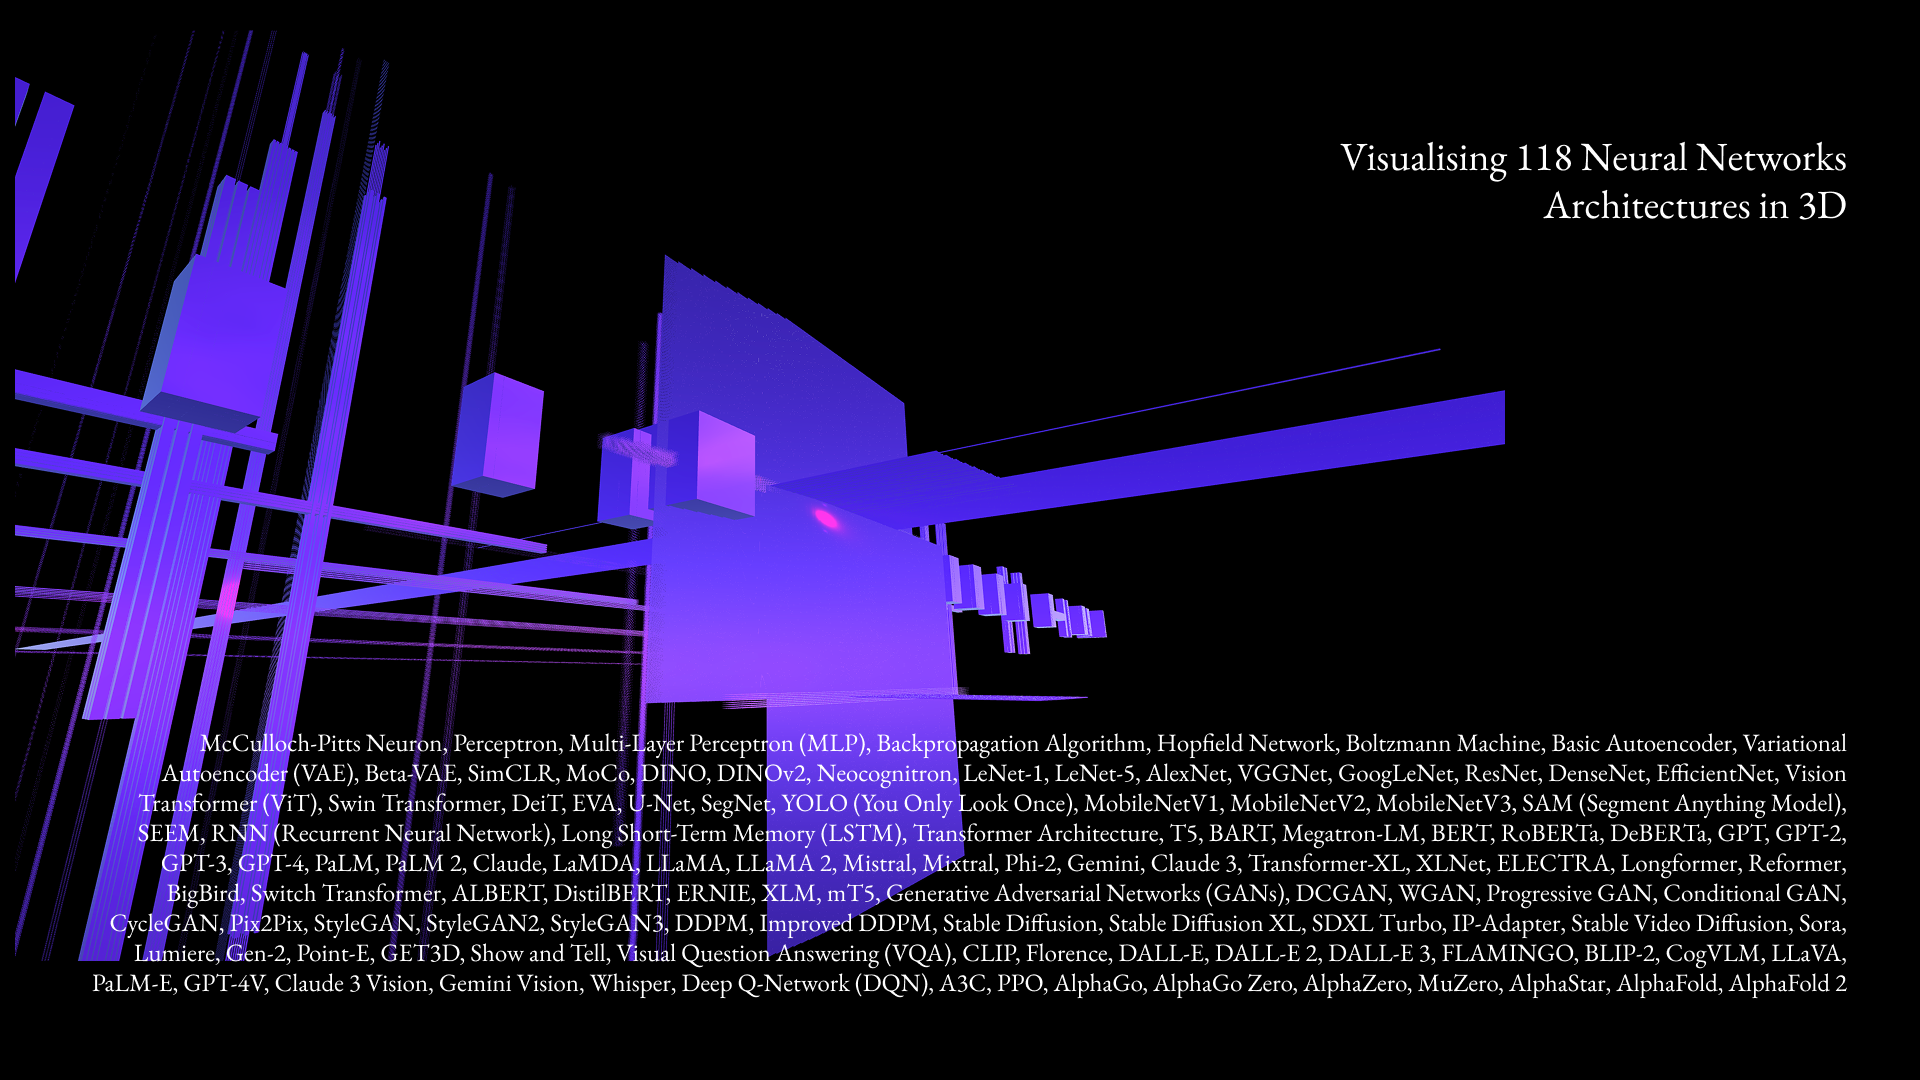 Visualising 118 Neural Networks
Architectures in 3D
McCulloch-Pitts Neuron, Perceptron, Multi-Layer Perceptron (MLP), Backpropagation Algorithm, Hopfield Network, Boltzmann Machine, Basic Autoencoder, Variational
Autoencoder (VAE), Beta-VAE, SimCLR, MoCo, DINO, DINOv2, Neocognitron, LeNet-1, LeNet-5, AlexNet, VGGNet, GoogLeNet, ResNet, DenseNet, EfficientNet, Vision
Transformer (ViT), Swin Transformer, DeiT, EVA, U-Net, SegNet, YOLO (You Only Look Once), MobileNetV1, MobileNetV2, MobileNetV3, SAM (Segment Anything Model),
SEEM, RNN (Recurrent Neural Network), Long Short-Term Memory (LSTM), Transformer Architecture, T5, BART, Megatron-LM, BERT, RoBERTa, DeBERTa, GPT, GPT-2,
GPT-3, GPT-4, PaLM, PaLM 2, Claude, LaMDA, LLaMA, LLaMA 2, Mistral, Mixtral, Phi-2, Gemini, Claude 3, Transformer-XL, XLNet, ELECTRA, Longformer, Reformer,
BigBird, Switch Transformer, ALBERT, DistilBERT, ERNIE, XLM, mT5, Generative Adversarial Networks (GANs), DCGAN, WGAN, Progressive GAN, Conditional GAN,
CycleGAN, Pix2Pix, StyleGAN, StyleGAN2, StyleGAN3, DDPM, Improved DDPM, Stable Diffusion, Stable Diffusion XL, SDXL Turbo, IP-Adapter, Stable Video Diffusion, Sora,
Lumiere, Gen-2, Point-E, GET3D, Show and Tell, Visual Question Answering (VQA), CLIP, Florence, DALL-E, DALL-E 2, DALL-E 3, FLAMINGO, BLIP-2, CogVLM, LLaVA,
PaLM-E, GPT-4V, Claude 3 Vision, Gemini Vision, Whisper, Deep Q-Network (DQN), A3C, PPO, AlphaGo, AlphaGo Zero, AlphaZero, MuZero, AlphaStar, AlphaFold, AlphaFold 2